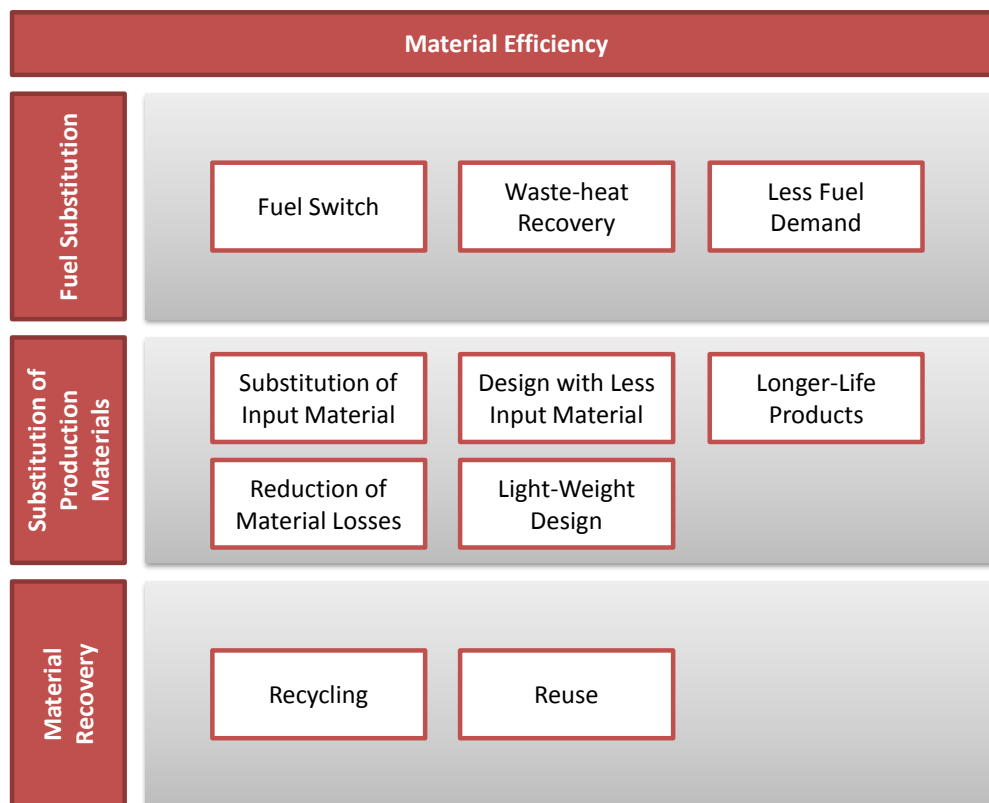 Material Efficiency
Fuel Substitution
Fuel Switch
Waste-heat
Recovery
Less Fuel
Demand
Substitution of
Production
Materials
Substitution of
Input Material
Design with Less
Input Material
Longer-Life
Products
Reduction of
Material Losses
Light-Weight
Design
Material
Recovery
Recycling
Reuse